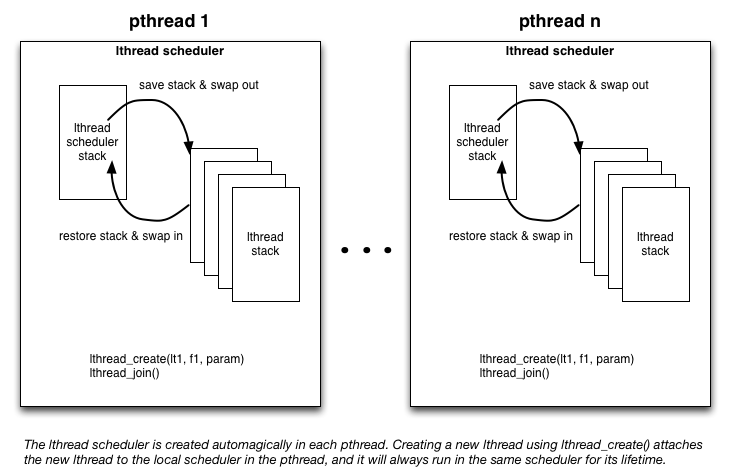 pthread 1
lthread scheduler
save stack & swap out
lthread
scheduler
stack
restore stack & swap in
lthread
stack
lthread_create(lt1, f1, param)
lthread_join()
pthread n
lthread scheduler
save stack & swap out
lthread
scheduler
stack
restore stack & swap in
lthread
stack
lthread_create(lt1, f1, param)
lthread_join()
The lthread scheduler is created automagically in each pthread. Creating a new lthread using lthread_create() attaches
the new lthread to the local scheduler in the pthread, and it will always run in the same scheduler for its lifetime.